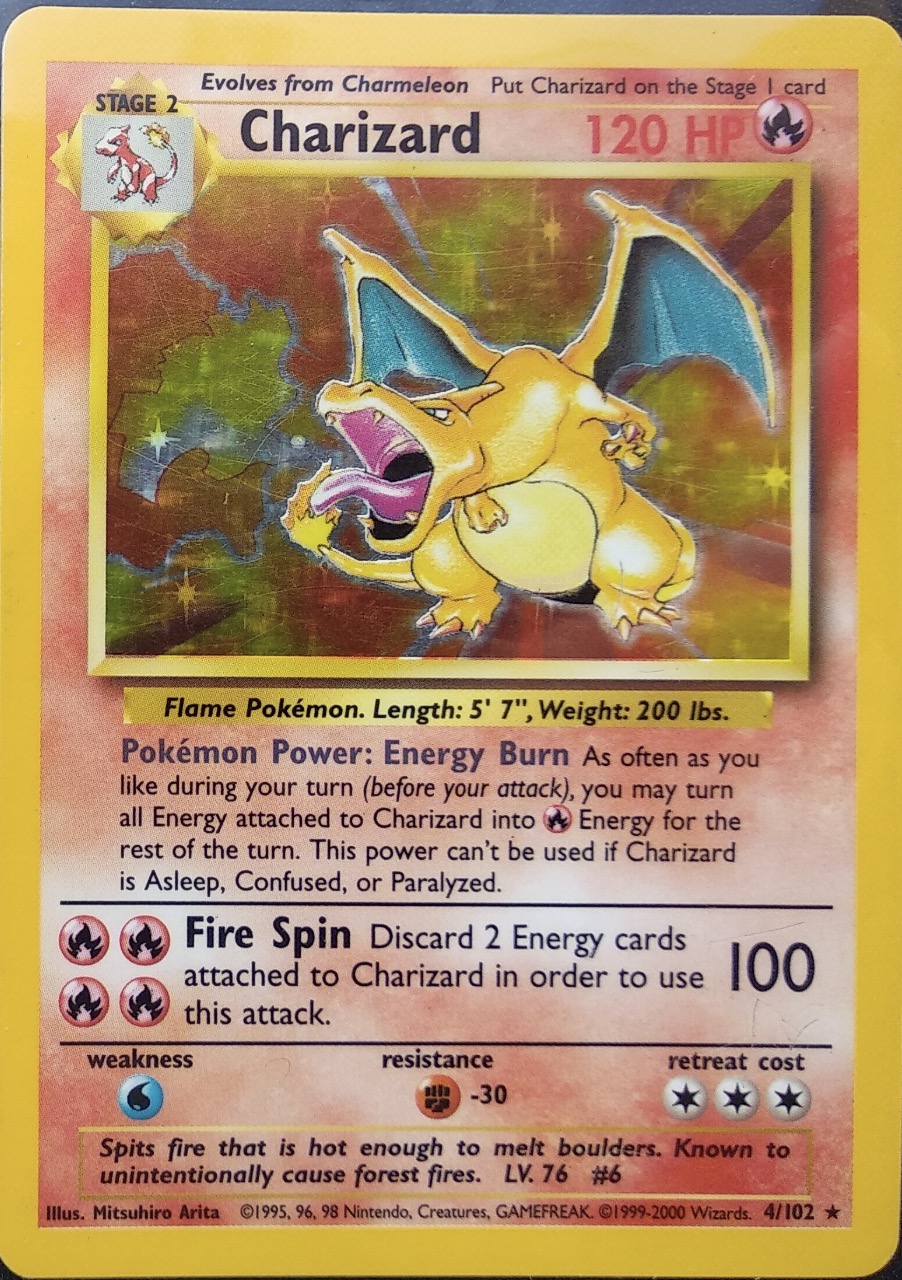 Evolves from Charmeleon Put Charizard on the Stage 1 card
STAGE 2
Charizard 120 HP
Flame Pokémon. Length: 5' 7", Weight: 200 lbs.
Pokémon Power: Energy Burn As often as you
like during your turn (before your attack), you may turn
all Energy attached to Charizard into Energy for the
rest of the turn. This power can't be used if Charizard
is Asleep, Confused, or Paralyzed.
Fire Spin Discard 2 Energy cards
attached to Charizard in order to use
this attack.
100
weakness resistance retreat cost
-30
Spits fire that is hot enough to melt boulders. Known to
unintentionally cause forest fires. LV. 76 #6
Illus. Mitsuhiro Arita ©1995, 96, 98 Nintendo, Creatures, GAMEFREAK. ©1999-2000 Wizards. 4/102 ★